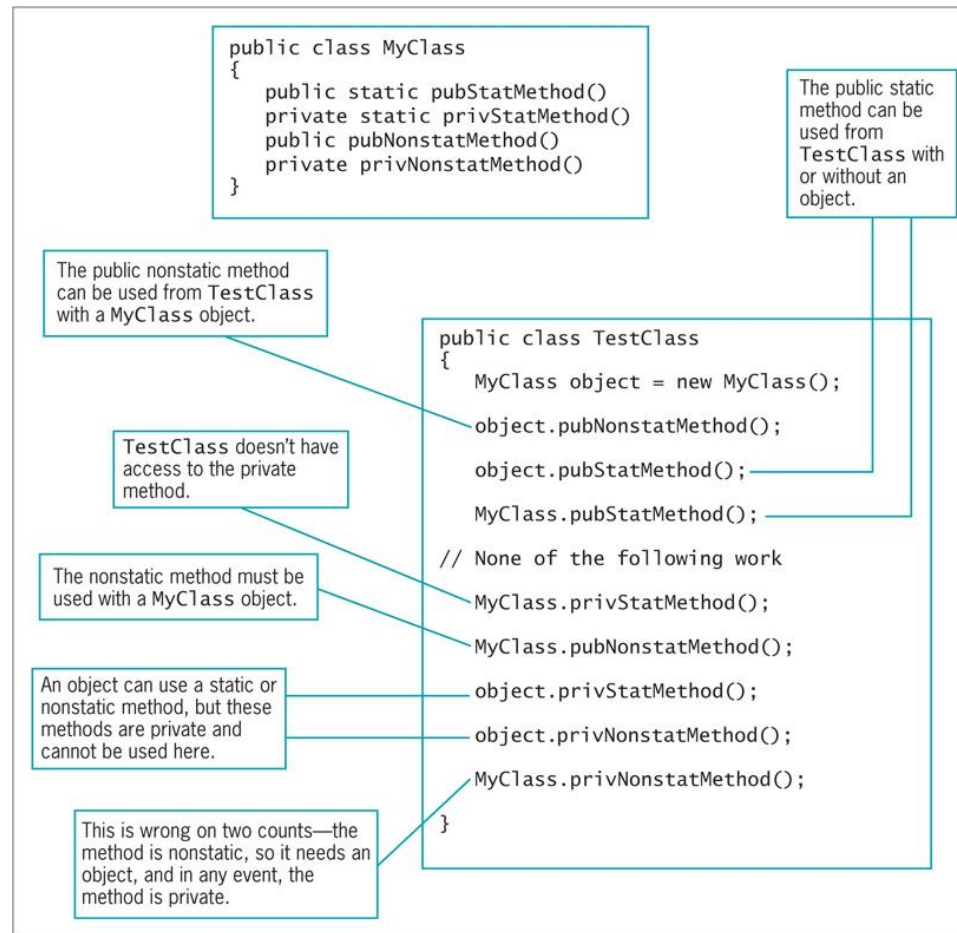 public class MyClass
{
public static pubStatMethod()
private static privStatMethod()
public pubNonstatMethod()
private privNonstatMethod()
}
The public static
method can be
used from
TestClass with
or without an
object.
The public nonstatic method
can be used from TestClass
with a MyClass object.
public class TestClass
{
MyClass object = new MyClass();
object.pubNonstatMethod();
TestClass doesn't have
access to the private
method.
object.pubStatMethod();
MyClass.pubStatMethod();
// None of the following work
The nonstatic method must be
used with a MyClass object.
MyClass.privStatMethod();
MyClass.pubNonstatMethod();
An object can use a static or
nonstatic method, but these
methods are private and
cannot be used here.
object.privStatMethod();
object.privNonstatMethod();
MyClass.privNonstatMethod();
}
This is wrong on two counts—the
method is nonstatic, so it needs an
object, and in any event, the
method is private.